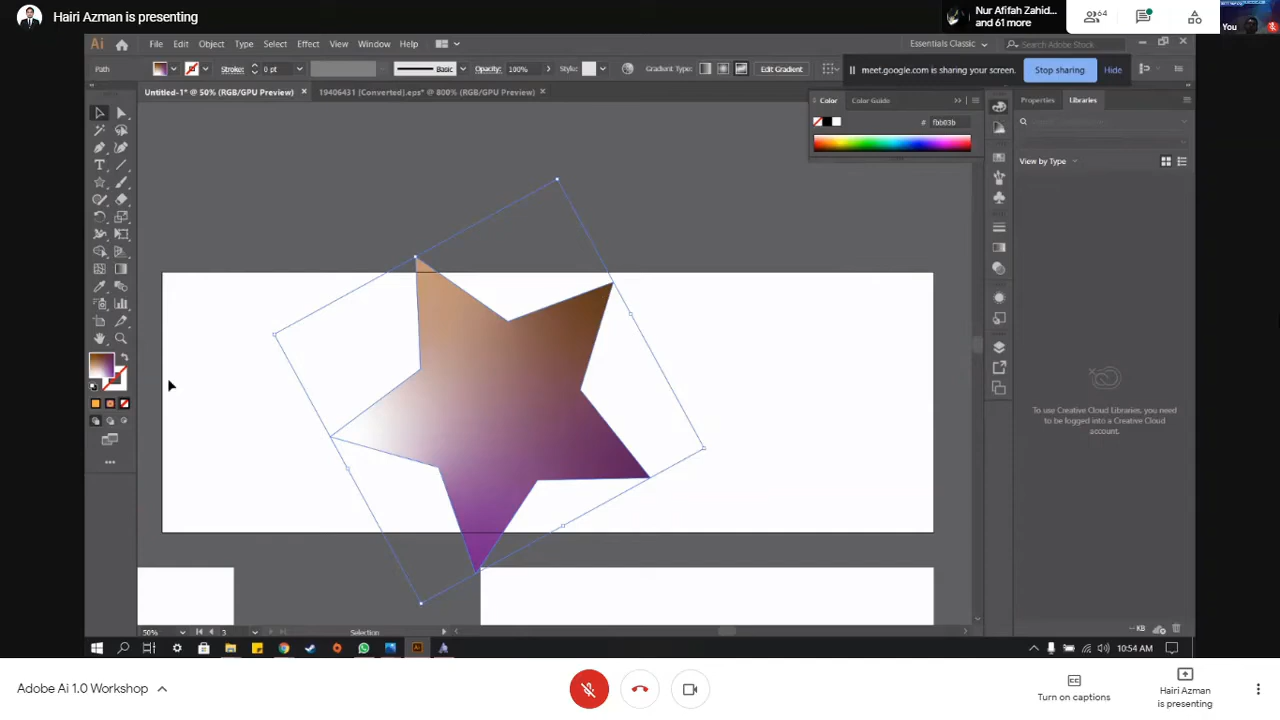 Hairi Azman is presenting
Nur Afifah Zahid...
and 61 more
64
You
Ai
File Edit Object Type Select Effect View Window Help
Essentials Classic
Search Adobe Stock
Path
Stroke:
0 pt
Basic
Opacity:
100%
Style:
Gradient Type:
Edit Gradient
meet.google.com is sharing your screen.
Stop sharing
Hide
Untitled-1* @ 50% (RGB/GPU Preview)
19406431 [Converted].eps* @ 800% (RGB/GPU Preview)
Color
Color Guide
Properties
Libraries
# fbb03b
View by Type
To use Creative Cloud Libraries, you need
to be logged into a Creative Cloud
account.
50%
3
Selection
-- KB
10:54 AM
Adobe Ai 1.0 Workshop
Turn on captions
Hairi Azman
is presenting